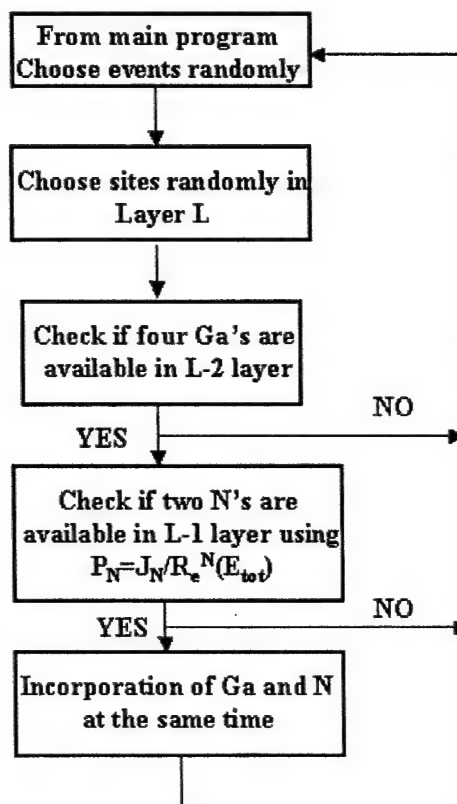 From main program
Choose events randomly
Choose sites randomly in
Layer L
Check if four Ga's are
available in L-2 layer
NO
YES
Check if two N's are
available in L-1 layer using
P_N=J_N/R_e^N(E_tot)
NO
YES
Incorporation of Ga and N
at the same time